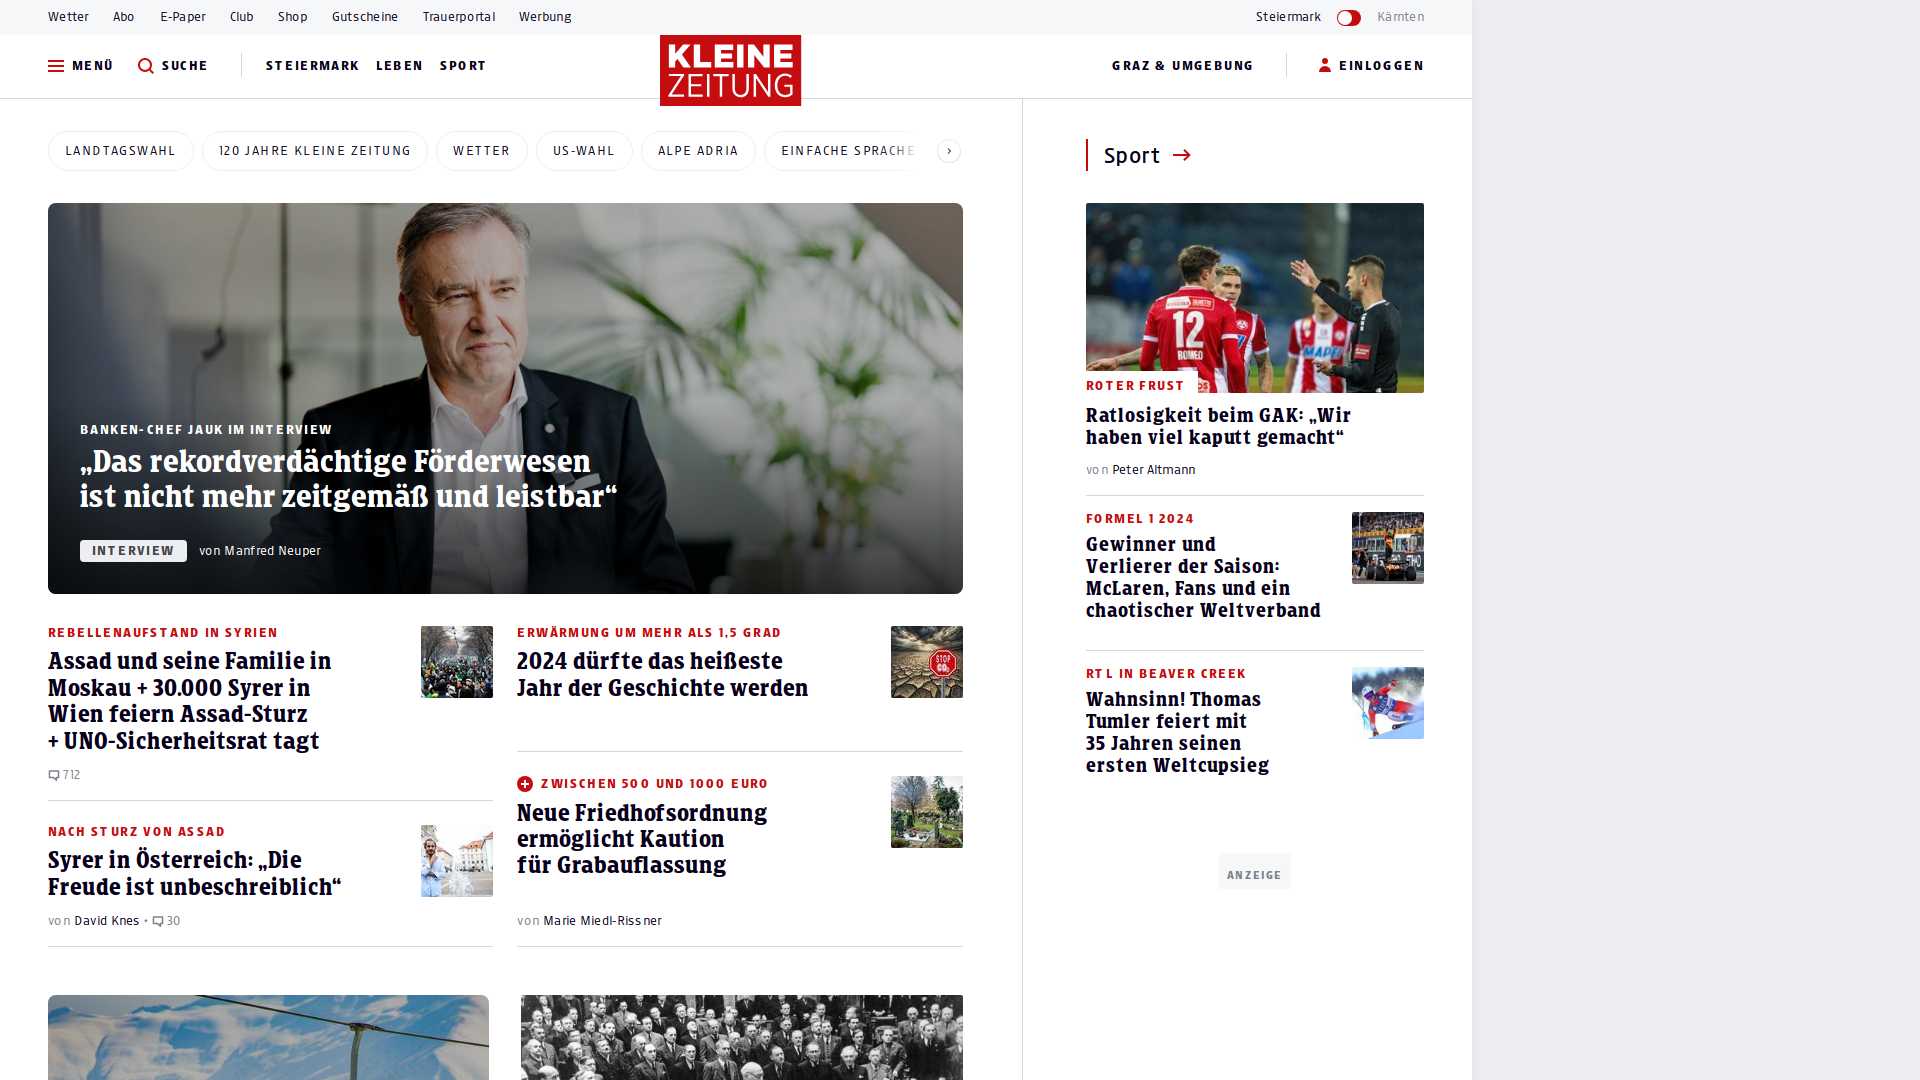 Wetter Abo E-Paper Club Shop Gutscheine Trauerportal Werbung Steiermark Kärnten
MENÜ SUCHE STEIERMARK LEBEN SPORT KLEINE ZEITUNG GRAZ & UMGEBUNG EINLOGGEN
LANDTAGSWAHL 120 JAHRE KLEINE ZEITUNG WETTER US-WAHL ALPE ADRIA EINFACHE SPRACHE
BANKEN-CHEF JAUK IM INTERVIEW
„Das rekordverdächtige Förderwesen
ist nicht mehr zeitgemäß und leistbar“
INTERVIEW von Manfred Neuper
REBELLENAUFSTAND IN SYRIEN
Assad und seine Familie in
Moskau + 30.000 Syrer in
Wien feiern Assad-Sturz
+ UNO-Sicherheitsrat tagt
712
NACH STURZ VON ASSAD
Syrer in Österreich: „Die
Freude ist unbeschreiblich“
von David Knes • 30
ERWÄRMUNG UM MEHR ALS 1,5 GRAD
2024 dürfte das heißeste
Jahr der Geschichte werden
STOP
CO2
ZWISCHEN 500 UND 1000 EURO
Neue Friedhofsordnung
ermöglicht Kaution
für Grabauflassung
von Marie Miedl-Rissner
Sport
12
ROMEO
MAPEI
ROTER FRUST
Ratlosigkeit beim GAK: „Wir
haben viel kaputt gemacht“
von Peter Altmann
FORMEL 1 2024
Gewinner und
Verlierer der Saison:
McLaren, Fans und ein
chaotischer Weltverband
RTL IN BEAVER CREEK
Wahnsinn! Thomas
Tumler feiert mit
35 Jahren seinen
ersten Weltcupsieg
ANZEIGE